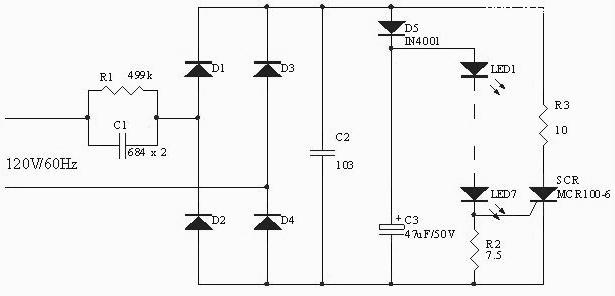 D5
IN4001
R1 499k
D1
D3
LED1
R3
10
C1
684 x 2
C2
103
120V/60Hz
SCR
MCR100-6
LED7
D2
D4
C3
+
47uF/50V
R2
7.5